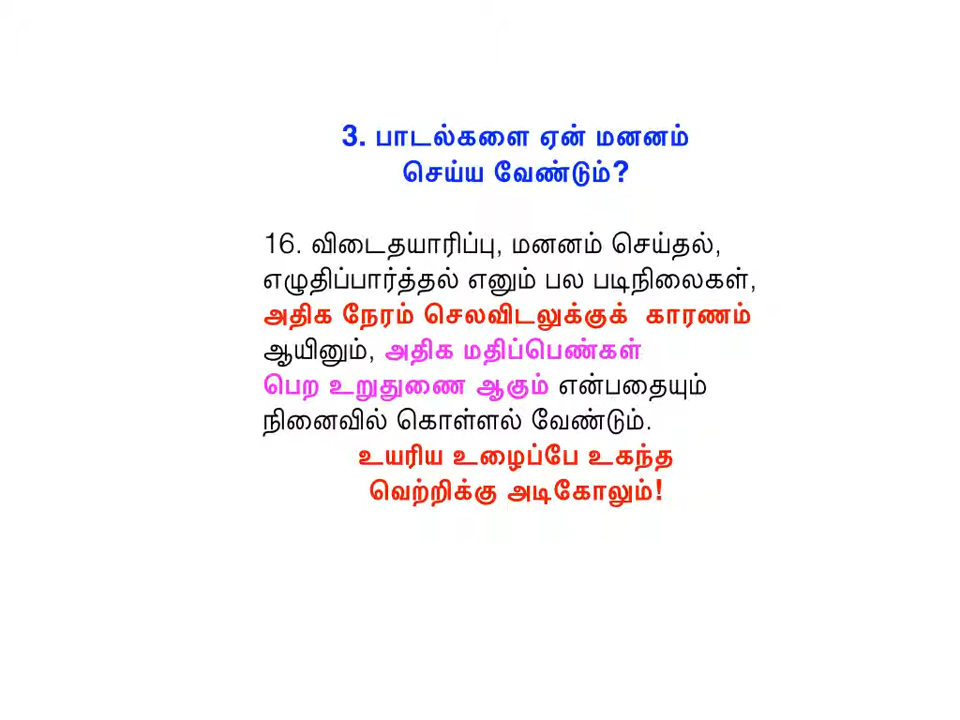 3. பாடல்களை ஏன் மனனம்
செய்ய வேண்டும்?
16. விடைதயாரிப்பு, மனனம் செய்தல்,
எழுதிப்பார்த்தல் எனும் பல படிநிலைகள்,
அதிக நேரம் செலவிடலுக்குக் காரணம்
ஆயினும், அதிக மதிப்பெண்கள்
பெற உறுதுணை ஆகும் என்பதையும்
நினைவில் கொள்ளல் வேண்டும்.
உயரிய உழைப்பே உகந்த
வெற்றிக்கு அடிகோலும்!